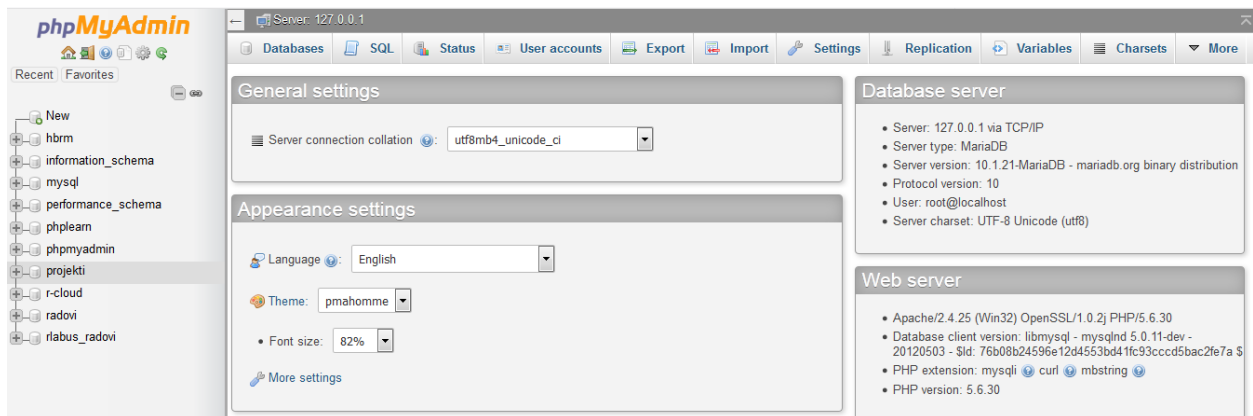 phpMyAdmin
Recent Favorites
New
hbrm
information_schema
mysql
performance_schema
phplearn
phpmyadmin
projekti
r-cloud
radovi
rlabus_radovi
Server: 127.0.0.1
Databases SQL Status User accounts Export Import Settings Replication Variables Charsets More
General settings
Server connection collation : utf8mb4_unicode_ci
Appearance settings
Language : English
Theme: pmahomme
• Font size: 82%
More settings
Database server
• Server: 127.0.0.1 via TCP/IP
• Server type: MariaDB
• Server version: 10.1.21-MariaDB - mariadb.org binary distribution
• Protocol version: 10
• User: root@localhost
• Server charset: UTF-8 Unicode (utf8)
Web server
• Apache/2.4.25 (Win32) OpenSSL/1.0.2j PHP/5.6.30
• Database client version: libmysql - mysqlnd 5.0.11-dev -
20120503 - $Id: 76b08b24596e12d4553bd41fc93cccd5bac2fe7a $
• PHP extension: mysqli curl mbstring
• PHP version: 5.6.30